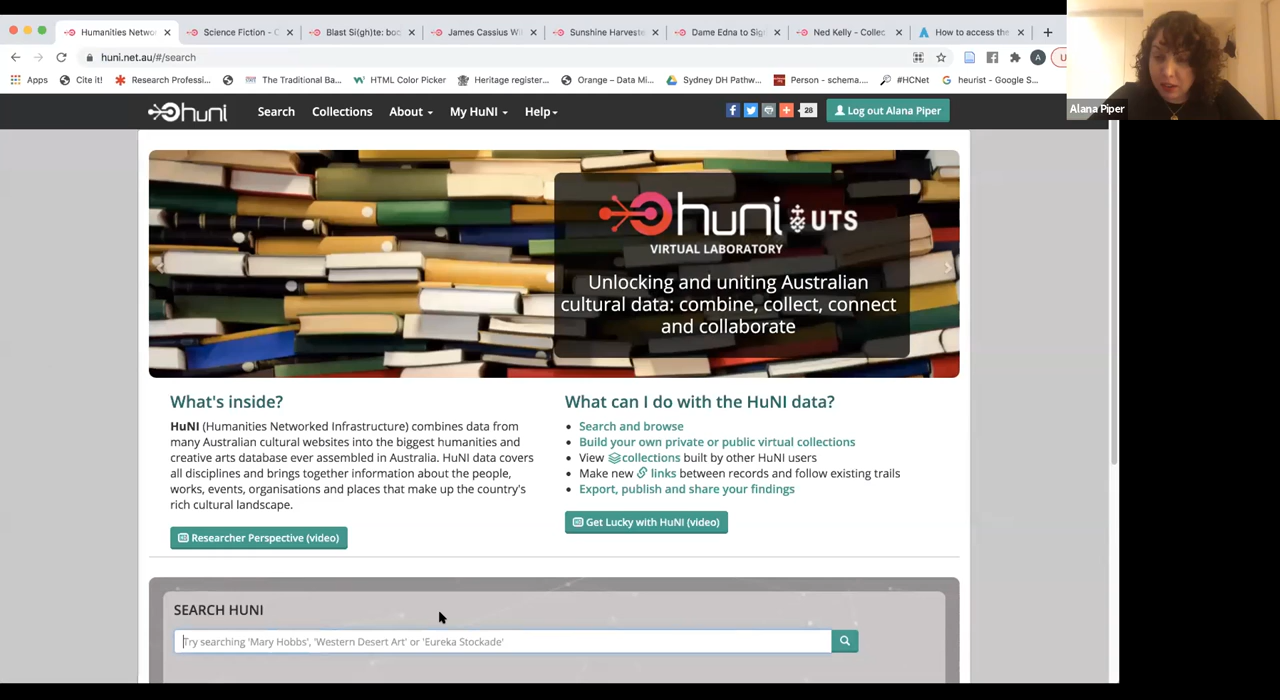 Humanities Netwo
Science Fiction - C
Blast Si(gh)te: boo
James Cassius Wi
Sunshine Harveste
Dame Edna to Sig
Ned Kelly - Collec
How to access the
huni.net.au/#/search
A
U
Apps
Cite it!
Research Professi...
The Traditional Ba...
HTML Color Picker
Heritage register...
Orange – Data Mi...
Sydney DH Pathw...
Person - schema....
#HCNet
heurist - Google S...
Alana Piper
huni
Search
Collections
About
My HuNI
Help
28
Log out Alana Piper
huni UTS
VIRTUAL LABORATORY
Unlocking and uniting Australian
cultural data: combine, collect, connect
and collaborate
What's inside?
HuNI (Humanities Networked Infrastructure) combines data from
many Australian cultural websites into the biggest humanities and
creative arts database ever assembled in Australia. HuNI data covers
all disciplines and brings together information about the people,
works, events, organisations and places that make up the country's
rich cultural landscape.
Researcher Perspective (video)
What can I do with the HuNI data?
Search and browse
Build your own private or public virtual collections
View collections built by other HuNI users
Make new links between records and follow existing trails
Export, publish and share your findings
Get Lucky with HuNI (video)
SEARCH HUNI
Try searching 'Mary Hobbs', 'Western Desert Art' or 'Eureka Stockade'